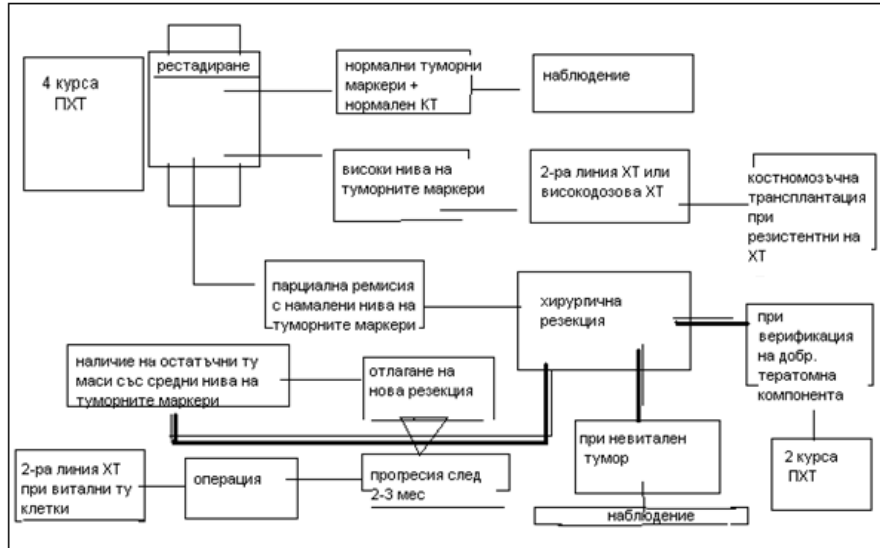 4 курса
ПХТ
рестадиране
нормални туморни
маркери +
нормален КТ
наблюдение
високи нива на
туморните маркери
2-ра линия ХТ или
високодозова ХТ
костномозъчна
трансплантация
при
резистентни на
ХТ
парциална ремисия
с намалени нива на
туморните маркери
хирургична
резекция
при
верификация
на добр.
тератомна
компонента
наличие на остатъчни ту
маси със средни нива на
туморните маркери
отлагане на
нова резекция
2-ра линия ХТ
при витални ту
клетки
операция
прогресия след
2-3 мес
при невитален
тумор
2 курса
ПХТ
наблюдение